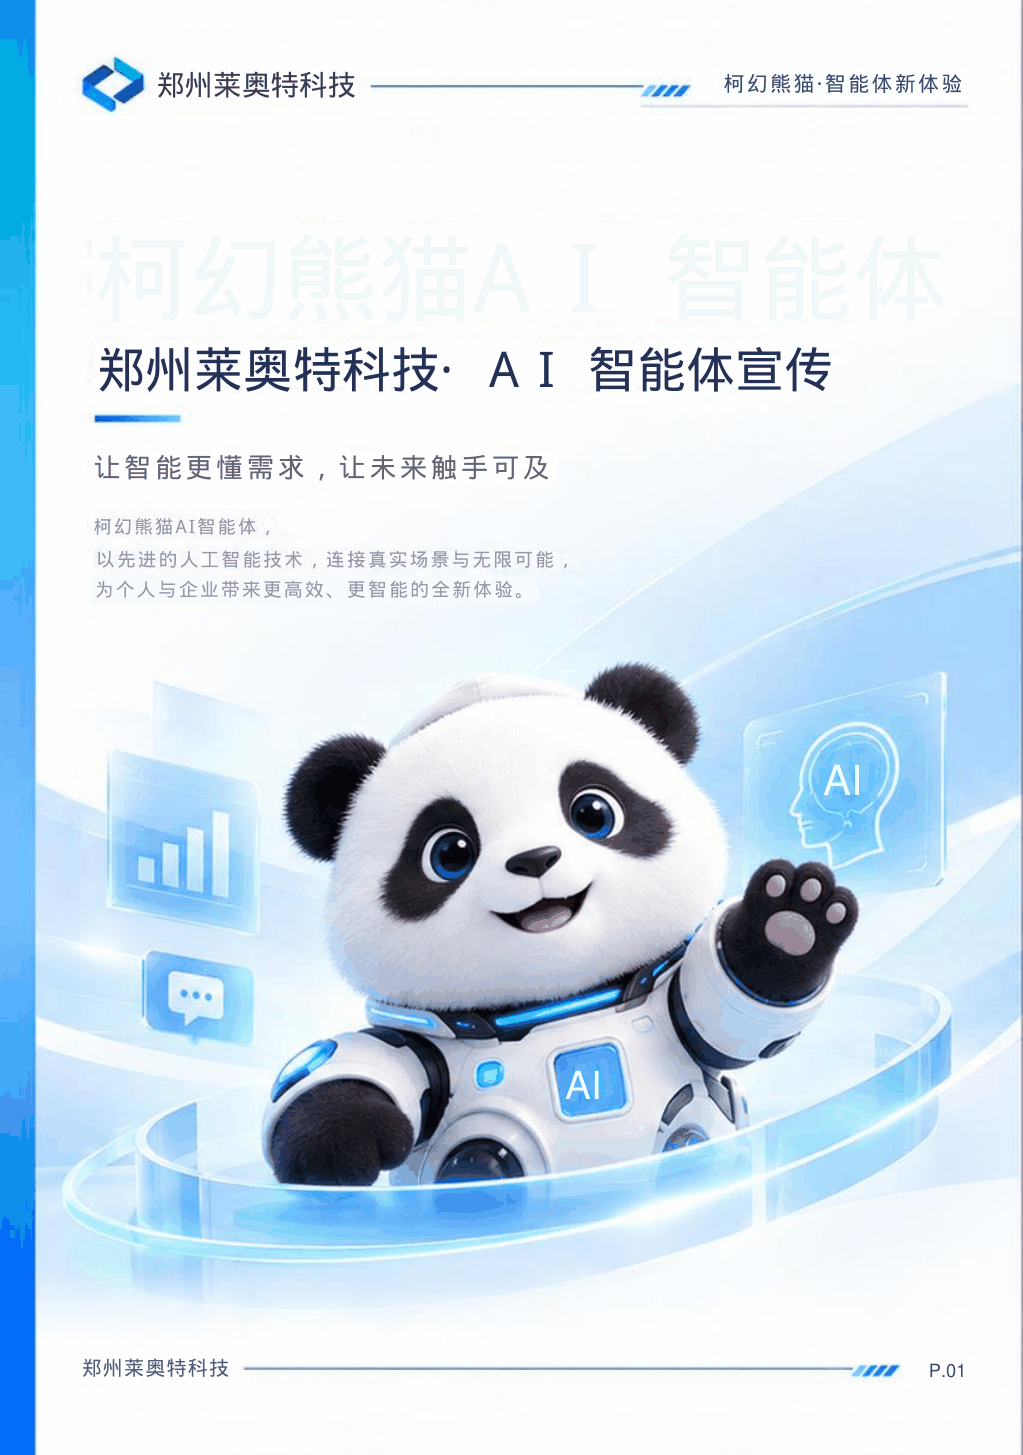 郑州莱奥特科技
柯幻熊猫·智能体新体验
柯幻熊猫AI 智能体
郑州莱奥特科技· AI 智能体宣传
让智能更懂需求，让未来触手可及
柯幻熊猫AI智能体，
以先进的人工智能技术，连接真实场景与无限可能，
为个人与企业带来更高效、更智能的全新体验。
AI
AI
郑州莱奥特科技
P.01